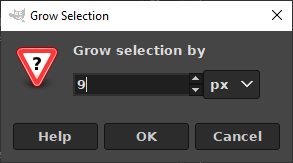 Grow Selection
Grow selection by
?
9
px
Help
OK
Cancel